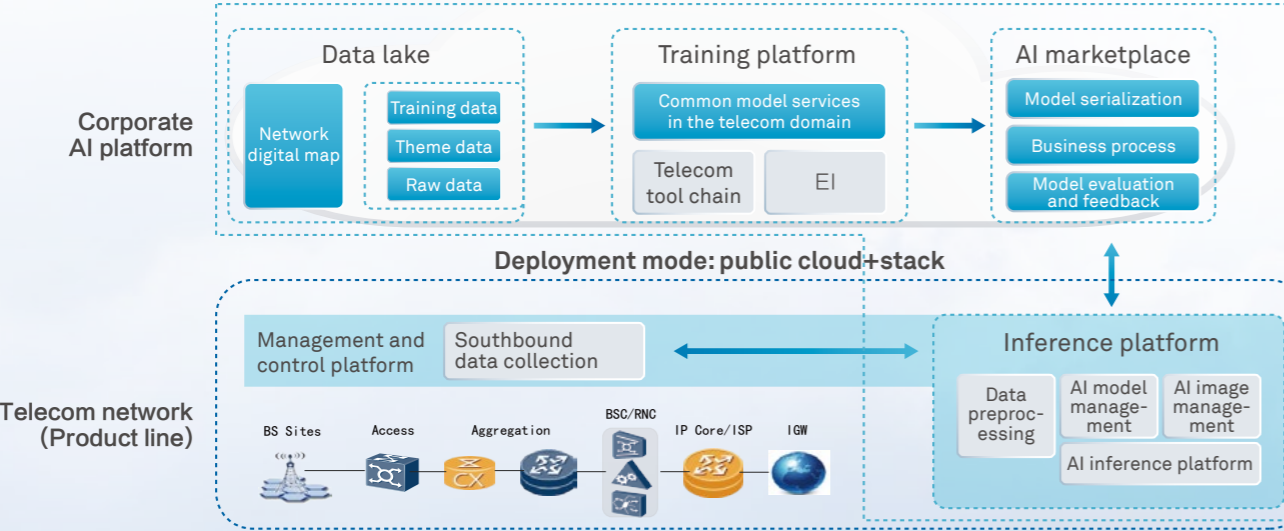 Data lake
Training platform
AI marketplace
Corporate
AI platform
Network
digital map
Training data
Theme data
Raw data
Common model services
in the telecom domain
Telecom
tool chain
EI
Model serialization
Business process
Model evaluation
and feedback
Deployment mode: public cloud+stack
Telecom network
(Product line)
Management and
control platform
Southbound
data collection
Inference platform
Data
preproc-
essing
AI model
manage-
ment
AI image
manage-
ment
AI inference platform
BS Sites
Access
Aggregation
BSC/RNC
IP Core/ISP
IGW
CX